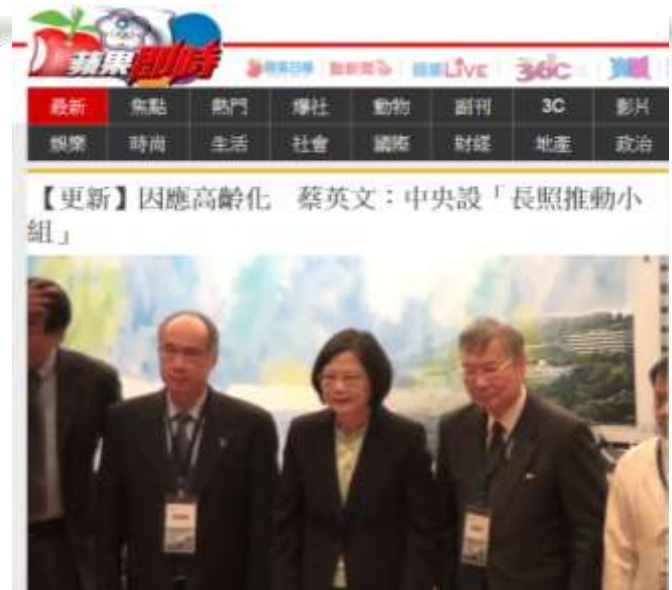 蘋果即時
LIVE
最新 焦點 熱門 爆社 動物 副刊 3C 影片
娛樂 時尚 生活 社會 國際 財經 地產 政治
【更新】因應高齡化 蔡英文：中央設「長照推動小
組」